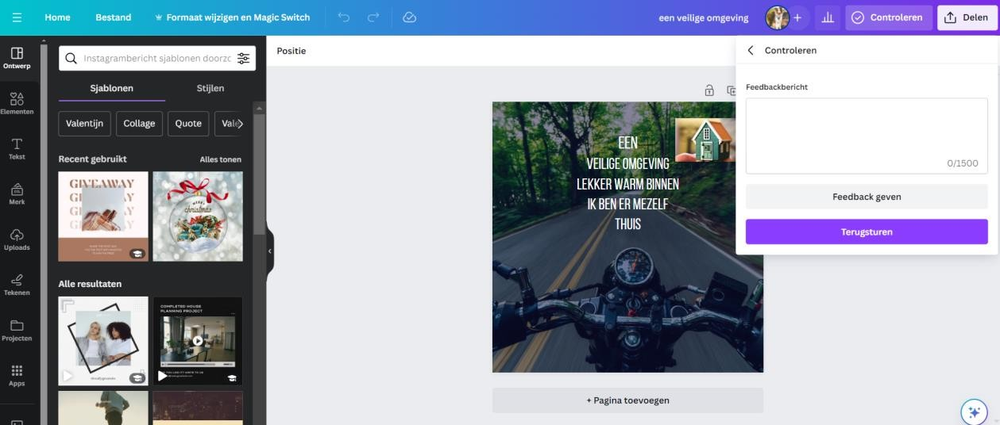 Home
Bestand
Formaat wijzigen en Magic Switch
een veilige omgeving
Controleren
Delen
Ontwerp
Elementen
Tekst
Merk
Uploads
Tekenen
Projecten
Apps
Instagrambericht sjablonen doorzo
Sjablonen
Stijlen
Valentijn
Collage
Quote
Recent gebruikt
Alles tonen
GIVEAWAY
christmas
Alle resultaten
COMPLETED HOUSE
PLANNING PROJECT
Positie
EEN
VEILIGE OMGEVING
LEKKER WARM BINNEN
IK BEN ER MEZELF
THUIS
+ Pagina toevoegen
Controleren
Feedbackbericht
0/1500
Feedback geven
Terugsturen